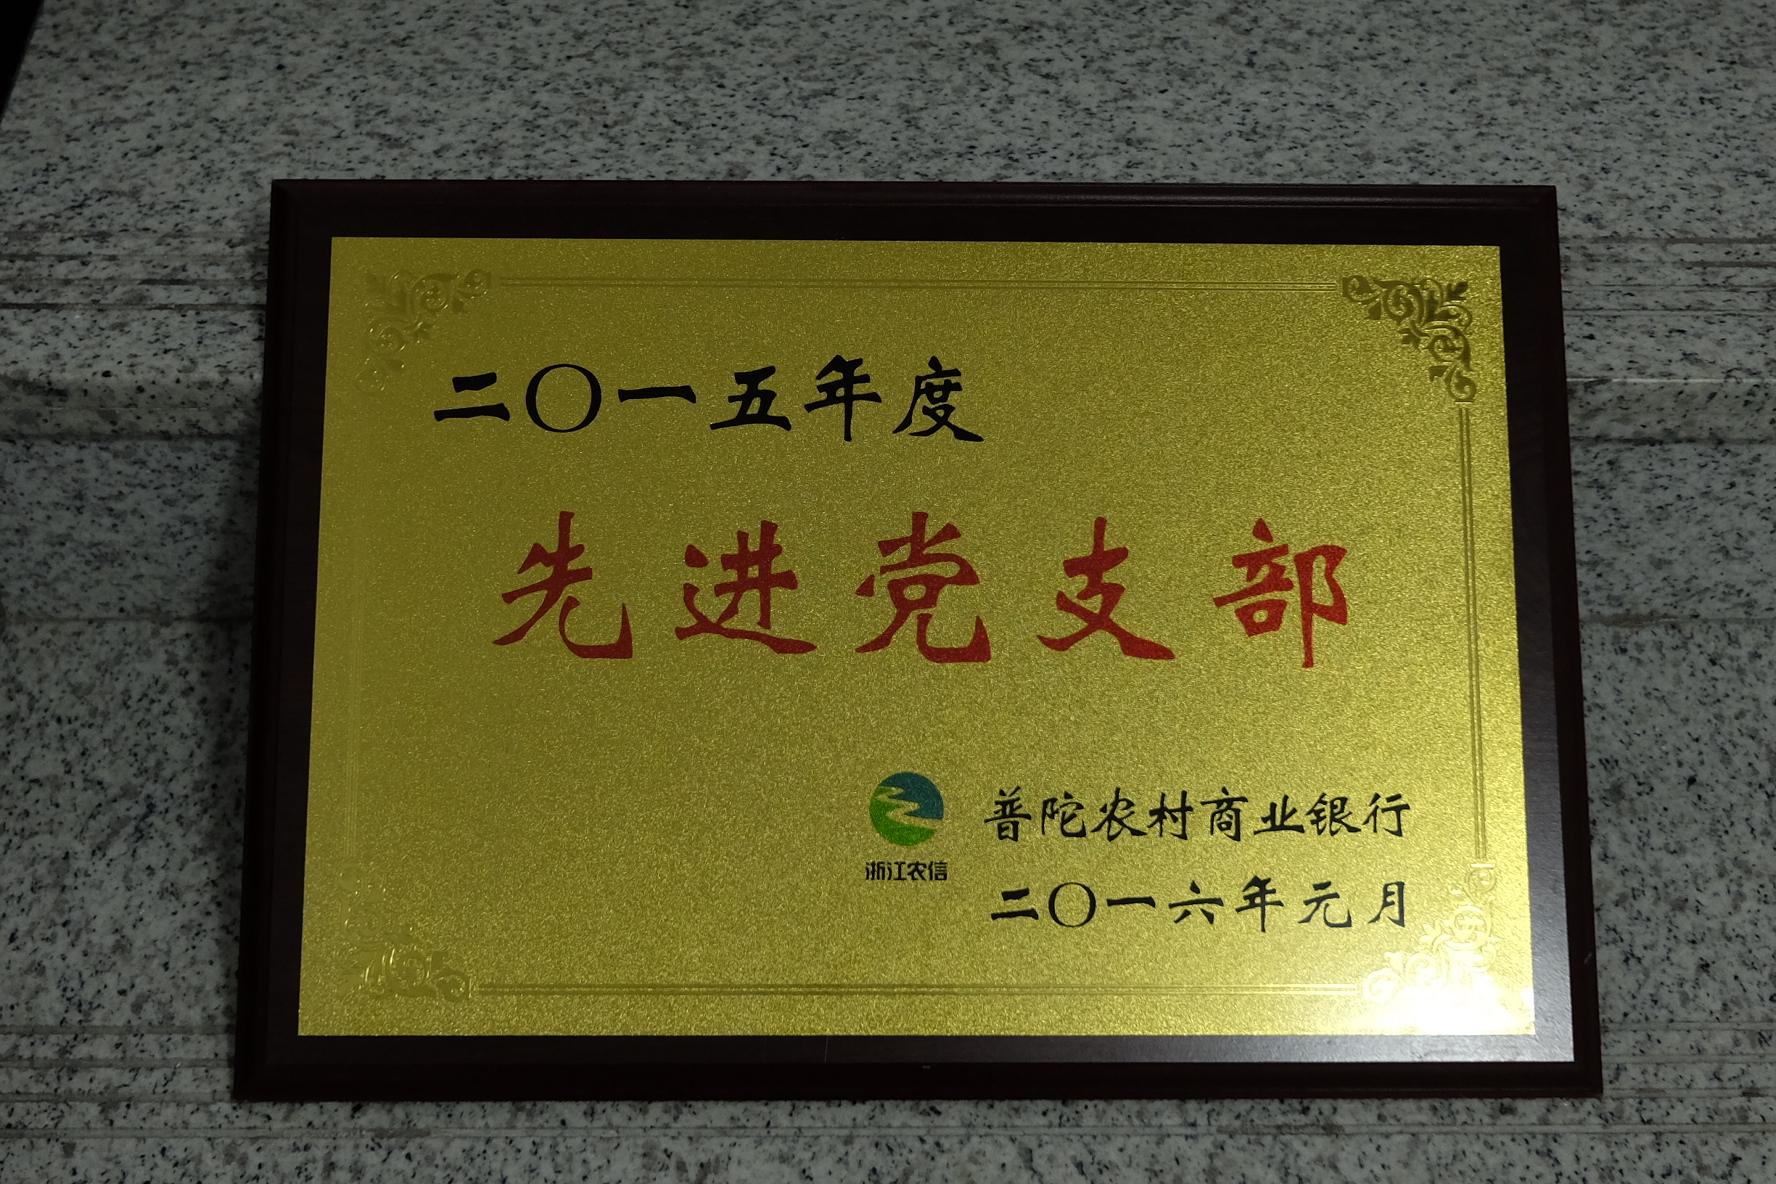 二〇一五年度
先进党支部
普陀农村商业银行
浙江农信
二〇一六年元月